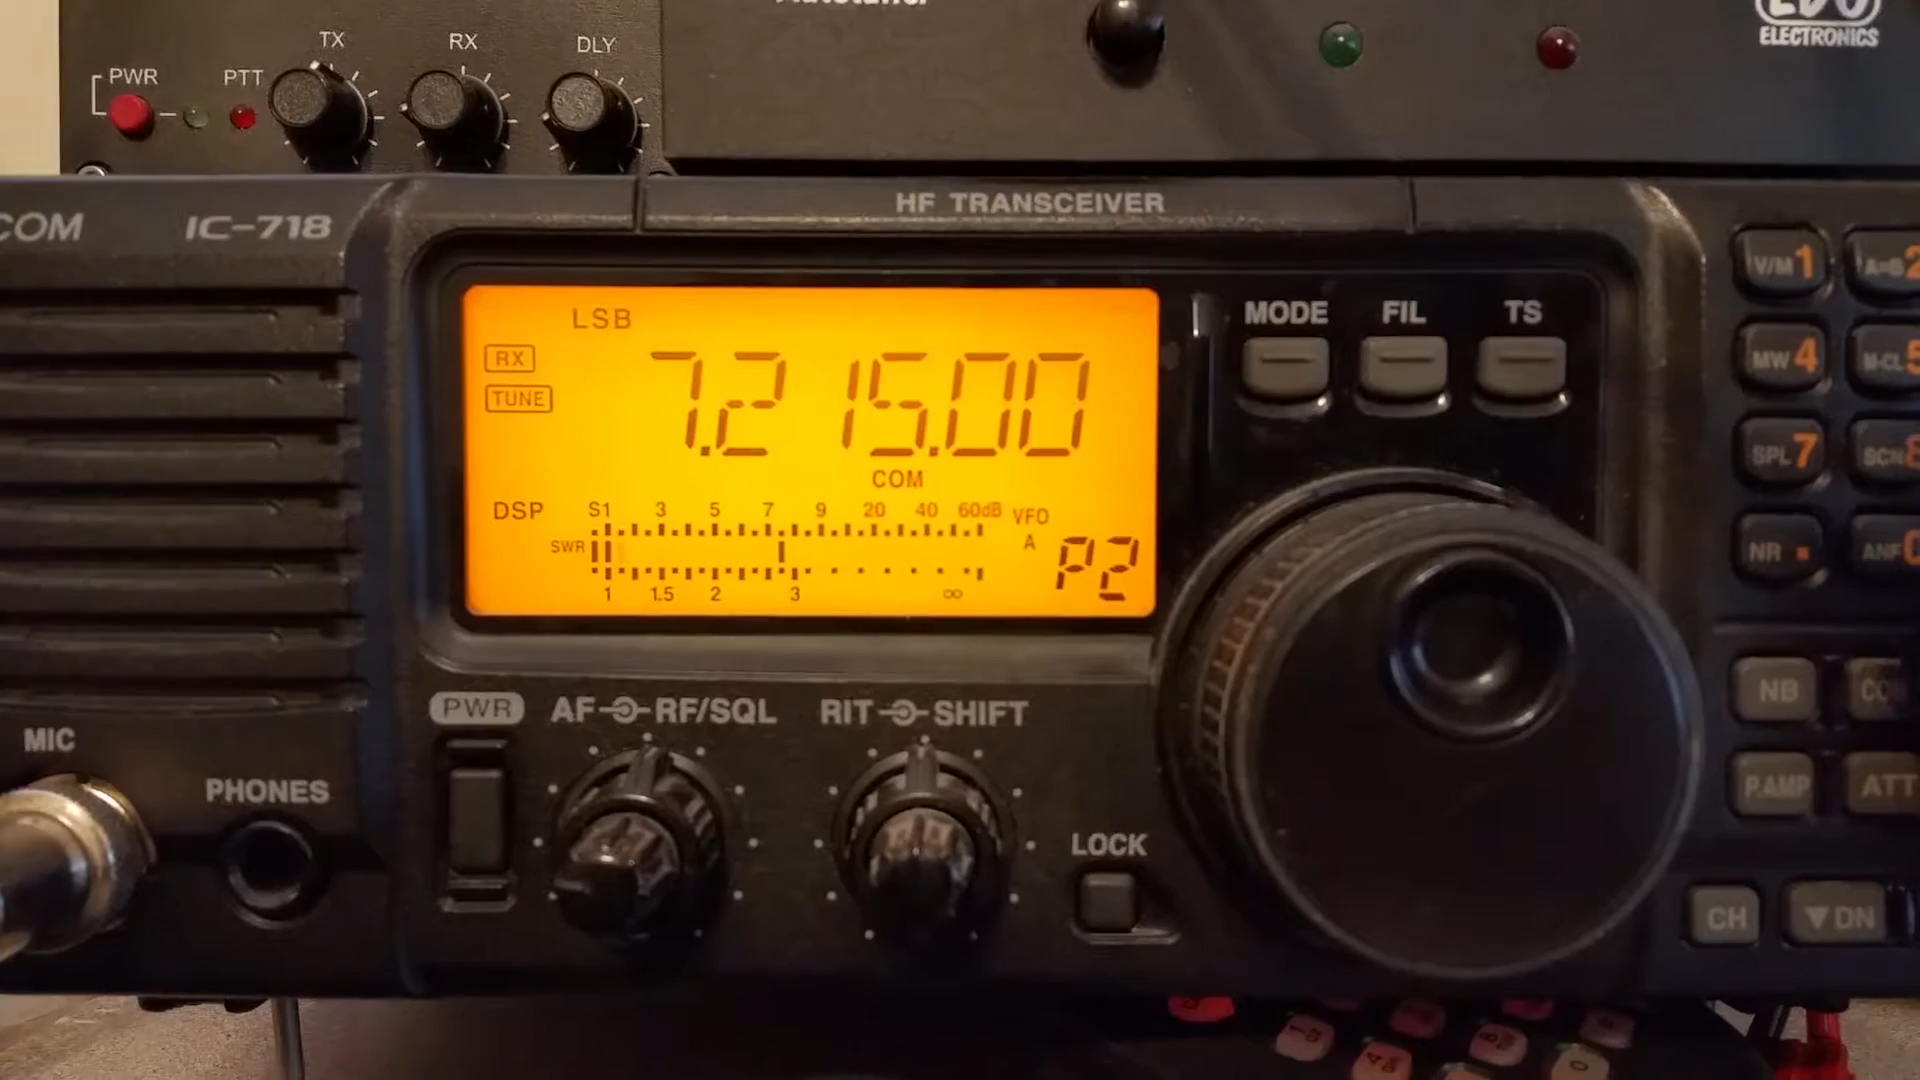 TX RX DLY
PWR PTT
ELECTRONICS
HF TRANSCEIVER
COM IC-718
LSB
RX
TUNE
7.215.00
COM
DSP
S1 3 5 7 9 20 40 60dB
SWR
1 1.5 2 3 ∞
VFO
A
P2
MODE FIL TS
V/M 1
A=B 2
MW 4
M-CL 5
SPL 7
SCN 8
NR .
ANF 0
PWR AF RF/SQL RIT SHIFT
MIC
PHONES
LOCK
NB
P.AMP ATT
CH ▼DN